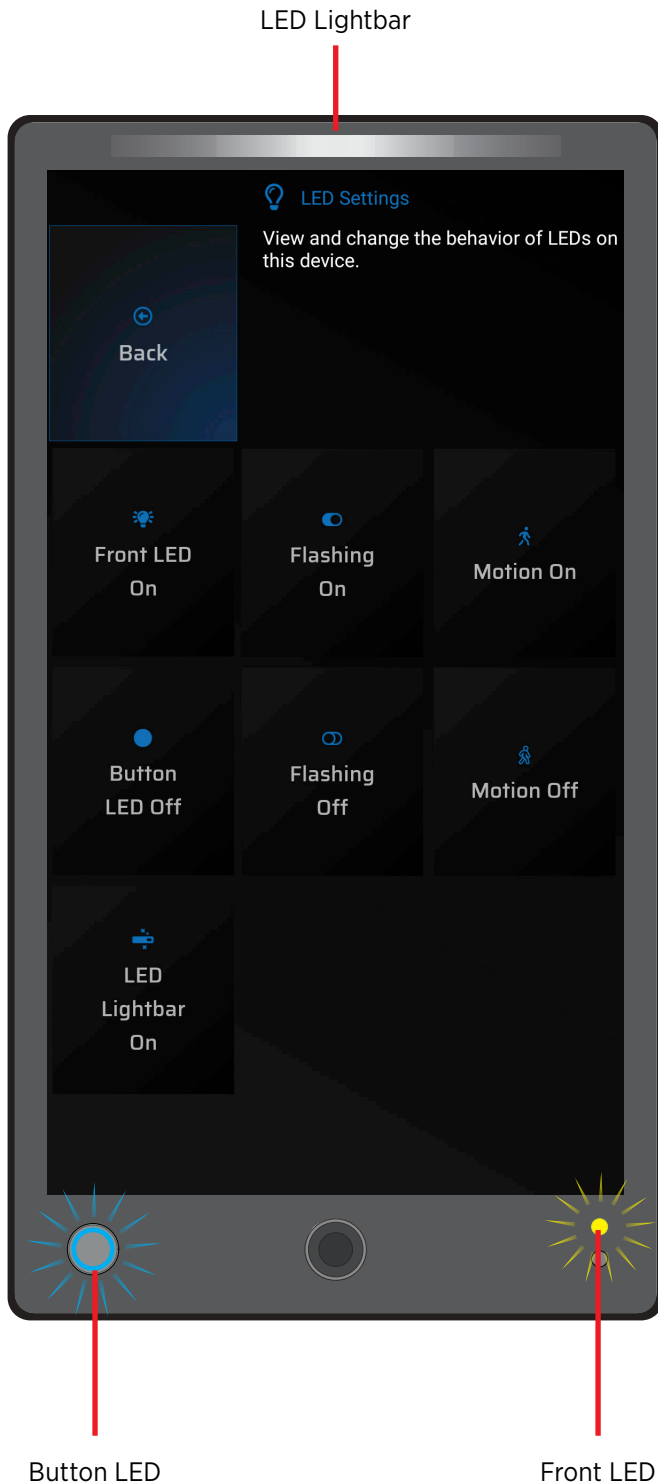 LED Lightbar
LED Settings
View and change the behavior of LEDs on
this device.
Back
Front LED
On
Flashing
On
Motion On
Button
LED Off
Flashing
Off
Motion Off
LED
Lightbar
On
Button LED
Front LED